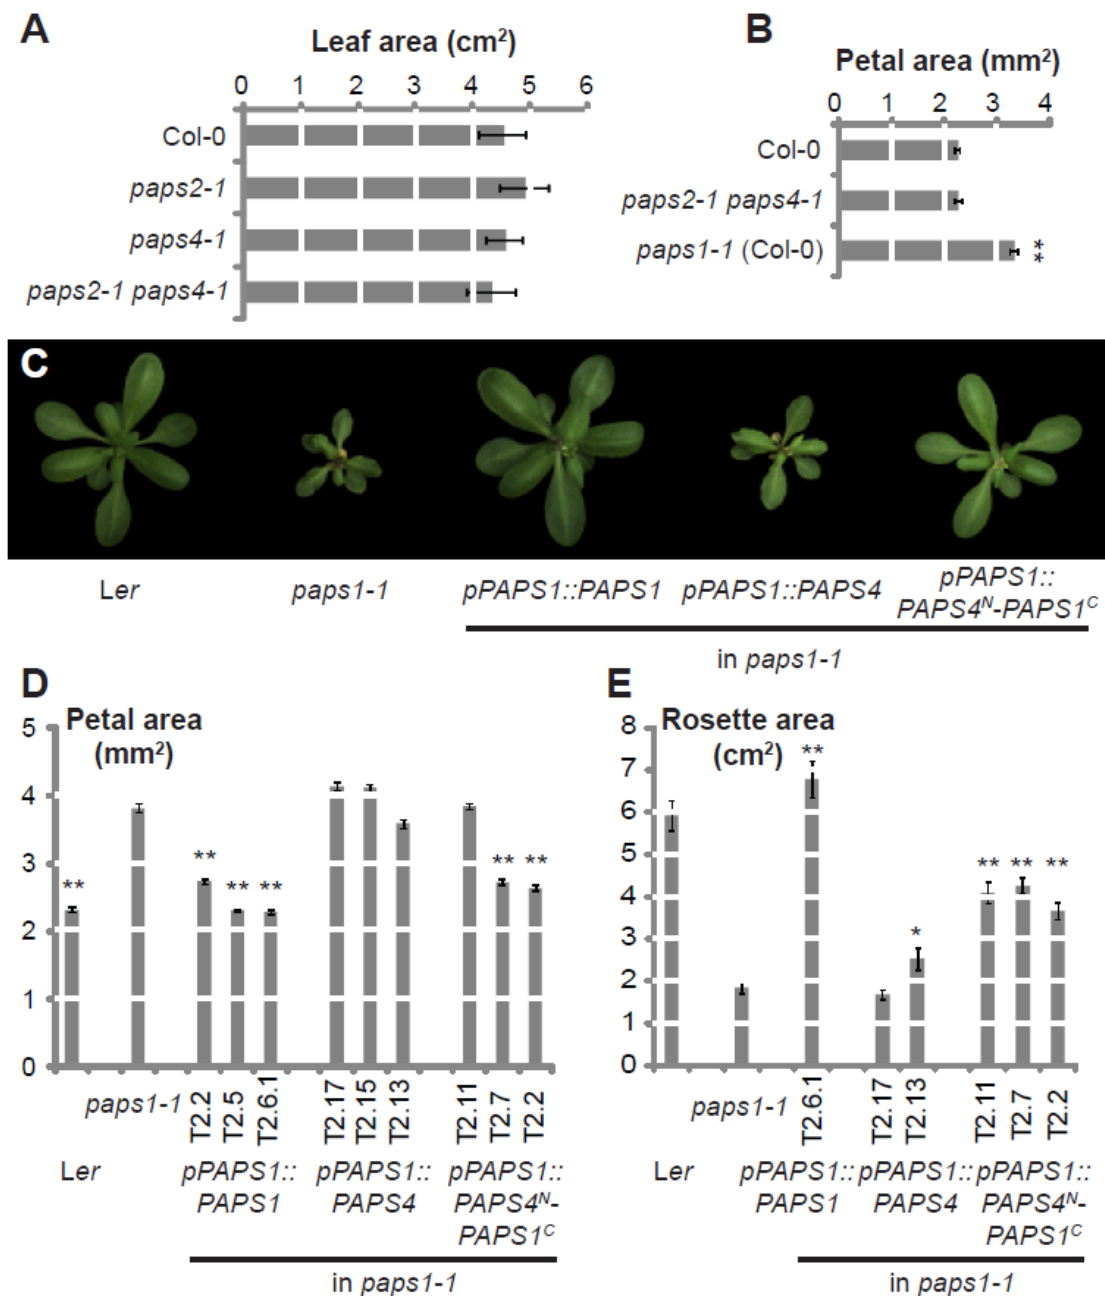 A
Leaf area (cm²)
0 1 2 3 4 5 6
Col-0
paps2-1
paps4-1
paps2-1 paps4-1
B
Petal area (mm²)
0 1 2 3 4
Col-0
paps2-1 paps4-1
paps1-1 (Col-0)
**
C
Ler
paps1-1
pPAPS1::PAPS1
pPAPS1::PAPS4
pPAPS1::
PAPS4ᴺ-PAPS1ᶜ
in paps1-1
D
Petal area
(mm²)
5
4
3
2
1
0
**
**
**
**
**
**
Ler
paps1-1
T2.2
T2.5
T2.6.1
T2.17
T2.15
T2.13
T2.11
T2.7
T2.2
pPAPS1::
PAPS1
pPAPS1::
PAPS4
pPAPS1::
PAPS4ᴺ-
PAPS1ᶜ
in paps1-1
E
Rosette area
(cm²)
8
7
6
5
4
3
2
1
0
**
*
**
**
**
Ler
paps1-1
T2.6.1
T2.17
T2.13
T2.11
T2.7
T2.2
pPAPS1::
PAPS1
pPAPS1::
PAPS4
pPAPS1::
PAPS4ᴺ-
PAPS1ᶜ
in paps1-1